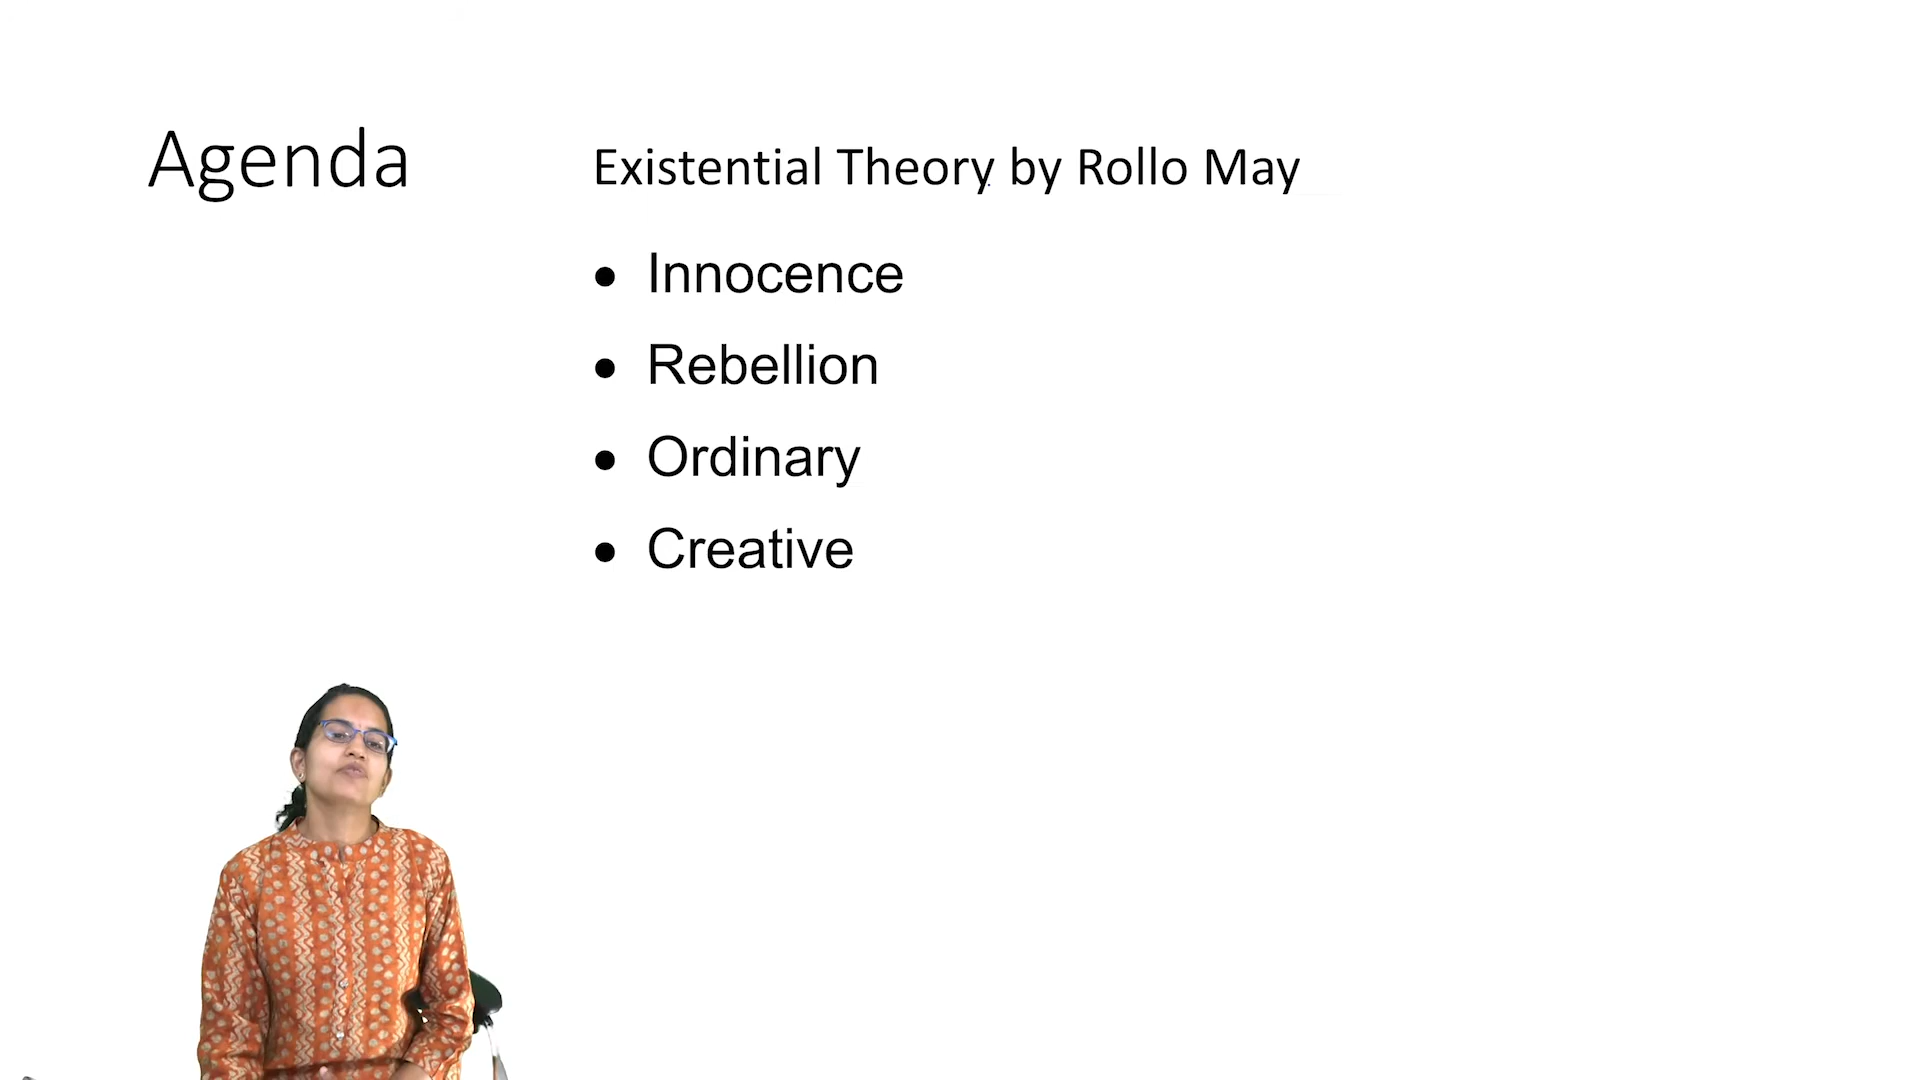 Agenda
Existential Theory by Rollo May
• Innocence
• Rebellion
• Ordinary
• Creative